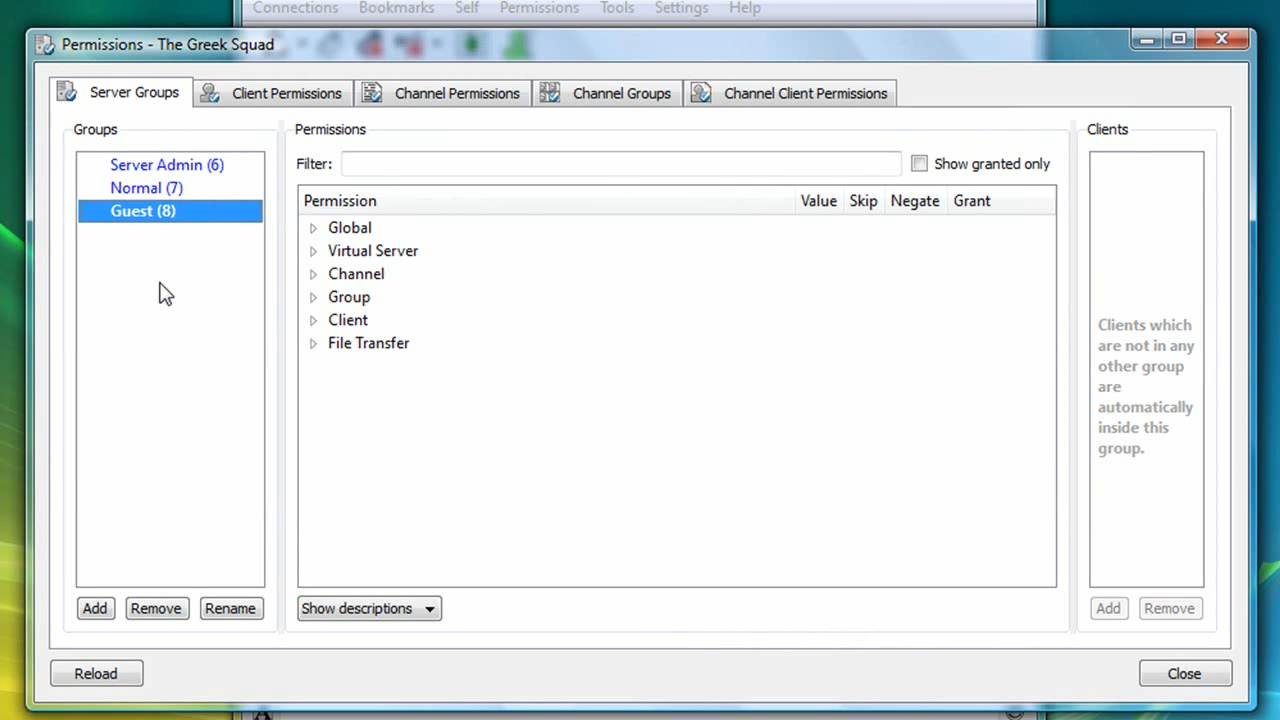 Connections Bookmarks Self Permissions Tools Settings Help
Permissions - The Greek Squad
Server Groups Client Permissions Channel Permissions Channel Groups Channel Client Permissions
Groups
Server Admin (6)
Normal (7)
Guest (8)
Add Remove Rename
Permissions
Filter: Show granted only
Permission Value Skip Negate Grant
Global
Virtual Server
Channel
Group
Client
File Transfer
Show descriptions
Clients
Clients which
are not in any
other group
are
automatically
inside this
group.
Add Remove
Reload Close